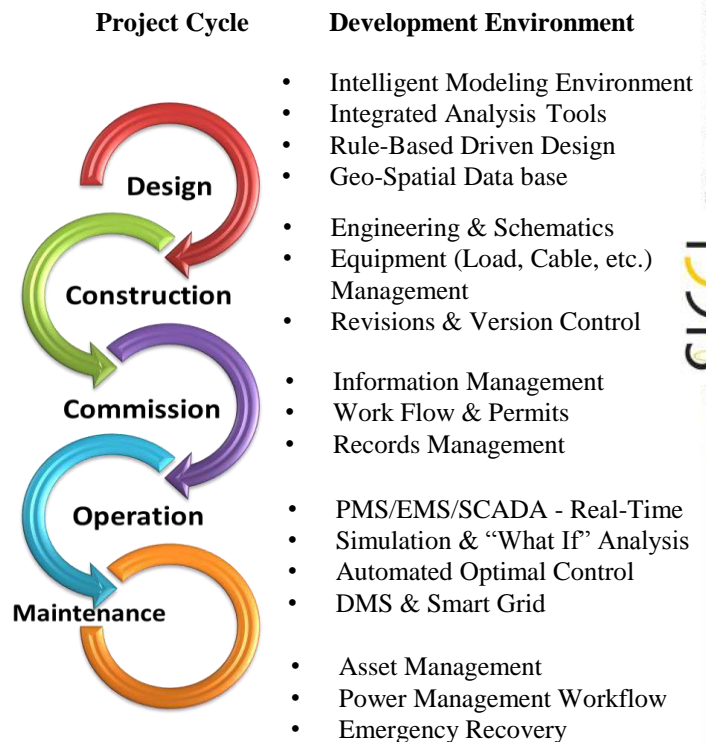 Project Cycle
Development Environment
• Intelligent Modeling Environment
• Integrated Analysis Tools
• Rule-Based Driven Design
• Geo-Spatial Data base
Design
• Engineering & Schematics
• Equipment (Load, Cable, etc.)
Management
• Revisions & Version Control
Construction
• Information Management
• Work Flow & Permits
• Records Management
Commission
• PMS/EMS/SCADA - Real-Time
• Simulation & “What If” Analysis
• Automated Optimal Control
• DMS & Smart Grid
Operation
Maintenance
• Asset Management
• Power Management Workflow
• Emergency Recovery